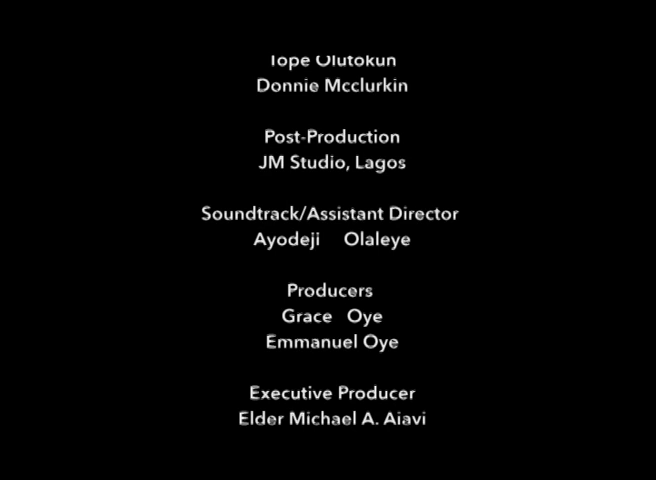 Tope Olutokun
Donnie Mcclurkin
Post-Production
JM Studio, Lagos
Soundtrack/Assistant Director
Ayodeji Olaleye
Producers
Grace Oye
Emmanuel Oye
Executive Producer
Elder Michael A. Aiavi